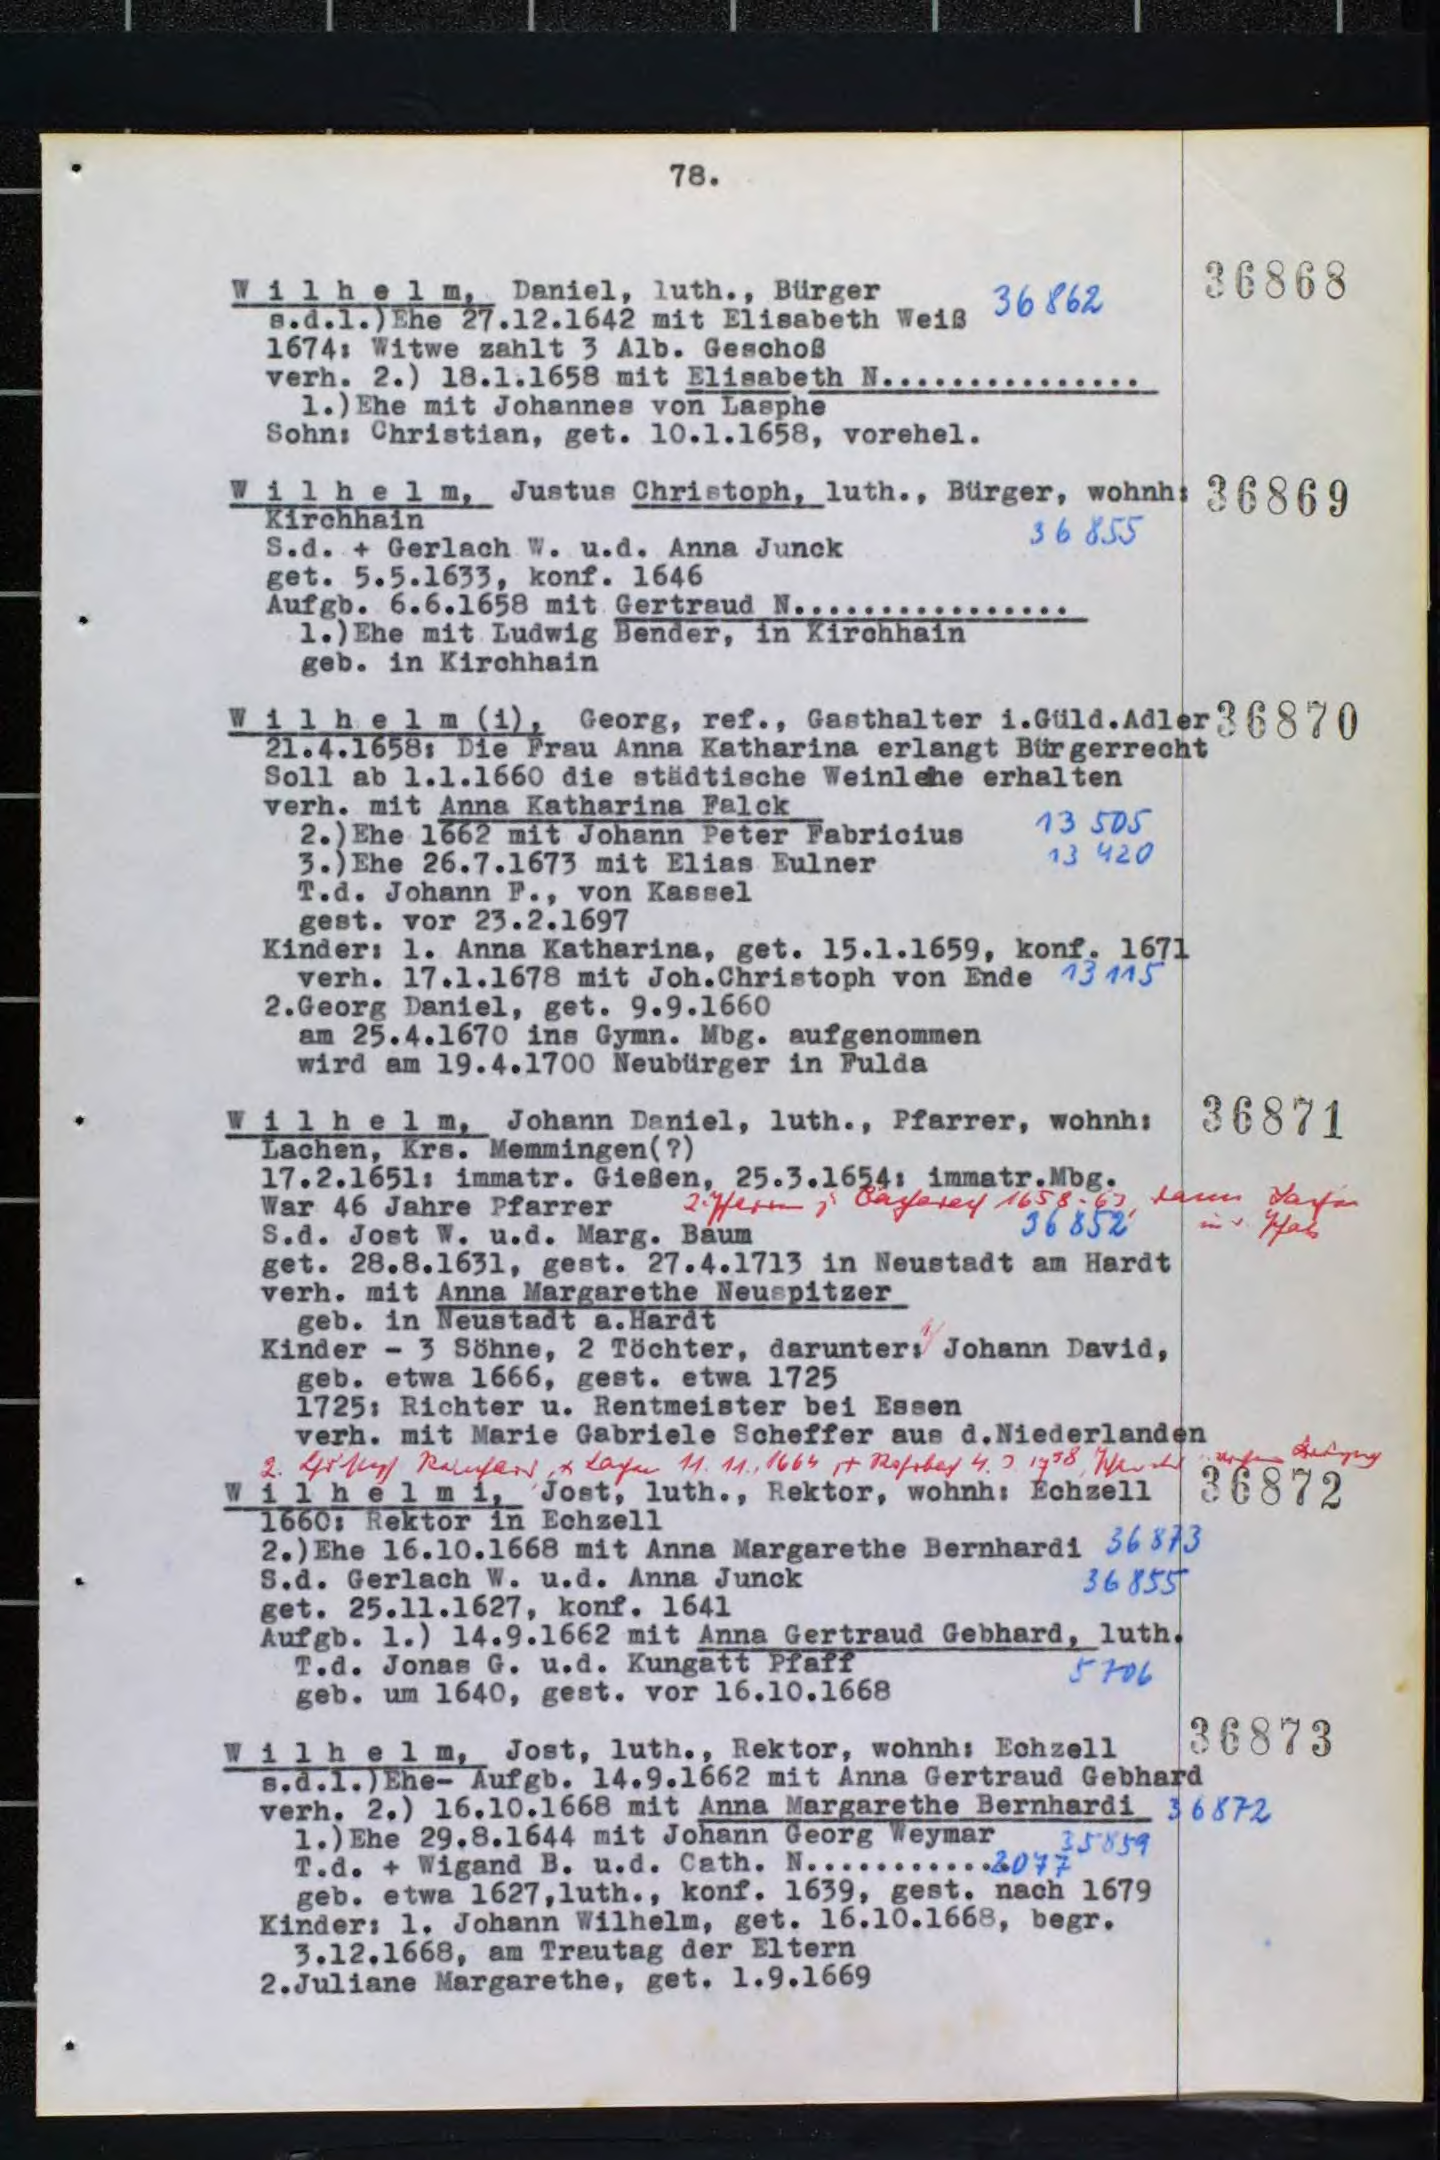 78.
W i l h e l m, Daniel, luth., Bürger 36862 36868
s.d.1.)Ehe 27.12.1642 mit Elisabeth Weiß
1674: Witwe zahlt 3 Alb. Geschoß
verh. 2.) 18.1.1658 mit Elisabeth N...............
1.)Ehe mit Johannes von Lasphe
Sohn: Christian, get. 10.1.1658, vorehel.
W i l h e l m, Justus Christoph, luth., Bürger, wohnh: 36869
Kirchhain 36855
S.d. + Gerlach W. u.d. Anna Junck
get. 5.5.1633, konf. 1646
Aufgb. 6.6.1658 mit Gertraud N................
1.)Ehe mit Ludwig Bender, in Kirchhain
geb. in Kirchhain
W i l h e l m (i), Georg, ref., Gasthalter i.Güld.Adler 36870
21.4.1658: Die Frau Anna Katharina erlangt Bürgerrecht
Soll ab 1.1.1660 die städtische Weinlehe erhalten
verh. mit Anna Katharina Falck
2.)Ehe 1662 mit Johann Peter Fabricius 13 505
3.)Ehe 26.7.1673 mit Elias Eulner 13 420
T.d. Johann F., von Kassel
gest. vor 23.2.1697
Kinder: 1. Anna Katharina, get. 15.1.1659, konf. 1671
verh. 17.1.1678 mit Joh.Christoph von Ende 13 115
2.Georg Daniel, get. 9.9.1660
am 25.4.1670 ins Gymn. Mbg. aufgenommen
wird am 19.4.1700 Neubürger in Fulda
W i l h e l m, Johann Daniel, luth., Pfarrer, wohnh: 36871
Lachen, Krs. Memmingen(?)
17.2.1651: immatr. Gießen, 25.3.1654: immatr.Mbg.
War 46 Jahre Pfarrer 1658-63, dann
S.d. Jost W. u.d. Marg. Baum 36852
get. 28.8.1631, gest. 27.4.1713 in Neustadt am Hardt
verh. mit Anna Margarethe Neuspitzer
geb. in Neustadt a.Hardt
Kinder - 3 Söhne, 2 Töchter, darunter: 1/ Johann David,
geb. etwa 1666, gest. etwa 1725
1725: Richter u. Rentmeister bei Essen
verh. mit Marie Gabriele Scheffer aus d.Niederlanden
2. 11.11.1664
W i l h e l m i, Jost, luth., Rektor, wohnh: Echzell 36872
1660: Rektor in Echzell
2.)Ehe 16.10.1668 mit Anna Margarethe Bernhardi 36873
S.d. Gerlach W. u.d. Anna Junck 36855
get. 25.11.1627, konf. 1641
Aufgb. 1.) 14.9.1662 mit Anna Gertraud Gebhard, luth.
T.d. Jonas G. u.d. Kungatt Pfaff 5706
geb. um 1640, gest. vor 16.10.1668
W i l h e l m, Jost, luth., Rektor, wohnh: Echzell 36873
s.d.1.)Ehe- Aufgb. 14.9.1662 mit Anna Gertraud Gebhard
verh. 2.) 16.10.1668 mit Anna Margarethe Bernhardi 36872
1.)Ehe 29.8.1644 mit Johann Georg Weymar 35859
T.d. + Wigand B. u.d. Cath. N............ 2077
geb. etwa 1627,luth., konf. 1639, gest. nach 1679
Kinder: 1. Johann Wilhelm, get. 16.10.1668, begr.
3.12.1668, am Trautag der Eltern
2.Juliane Margarethe, get. 1.9.1669